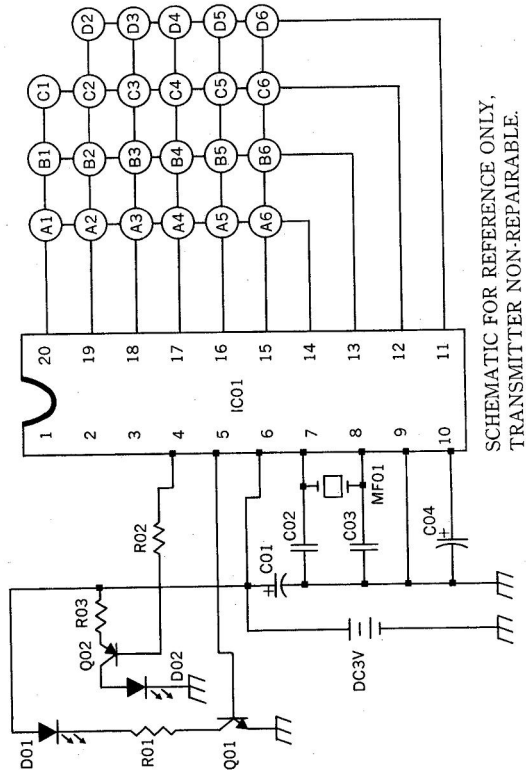 D01
R01
Q01
Q02
R03
D02
R02
DC3V
C01
C02
C03
C04
MF01
IC01
1
2
3
4
5
6
7
8
9
10
20
19
18
17
16
15
14
13
12
11
A1 B1 C1
A2 B2 C2 D2
A3 B3 C3 D3
A4 B4 C4 D4
A5 B5 C5 D5
A6 B6 C6 D6
+
+
SCHEMATIC FOR REFERENCE ONLY,
TRANSMITTER NON-REPAIRABLE.